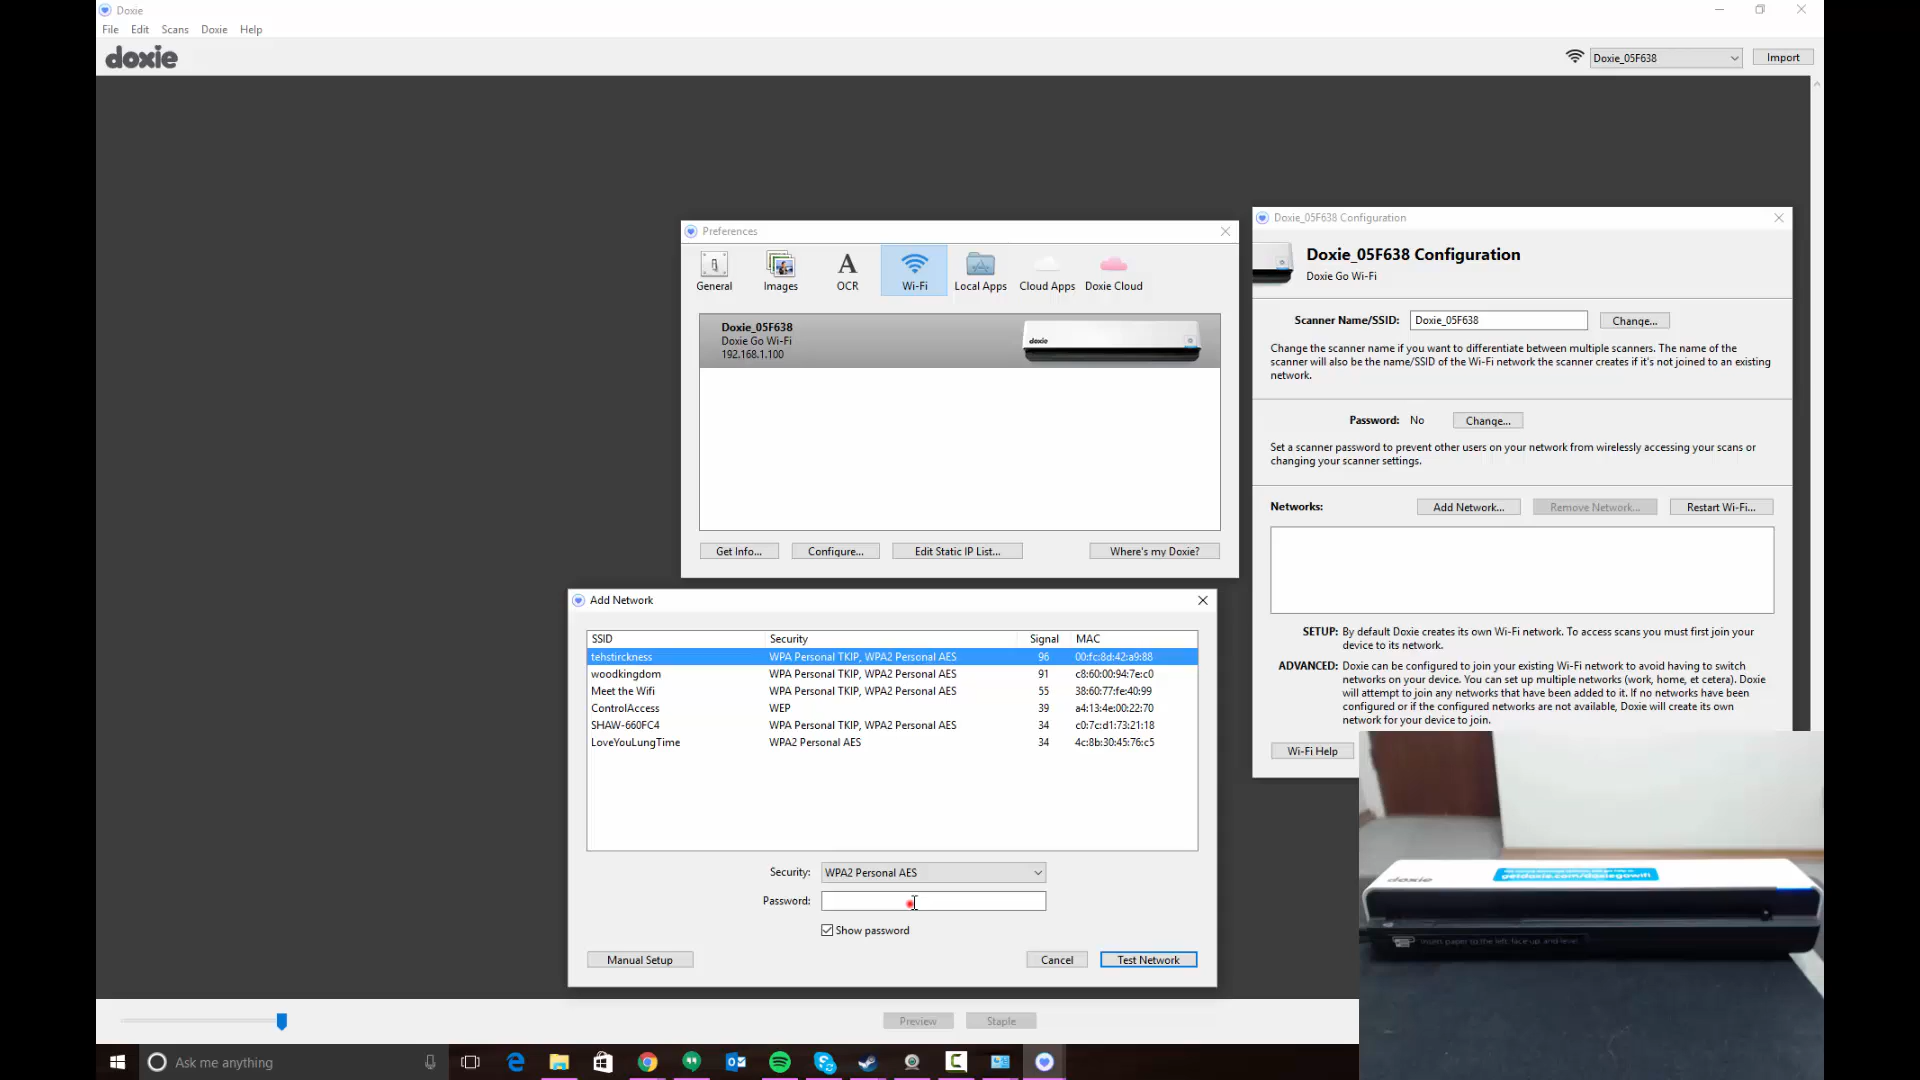 Doxie
File Edit Scans Doxie Help
doxie
Doxie_05F638
Import
Preferences
General Images OCR Wi-Fi Local Apps Cloud Apps Doxie Cloud
Doxie_05F638
Doxie Go Wi-Fi
192.168.1.100
doxie
Get Info... Configure... Edit Static IP List... Where's my Doxie?
Doxie_05F638 Configuration
Doxie_05F638 Configuration
Doxie Go Wi-Fi
Scanner Name/SSID: Doxie_05F638 Change...
Change the scanner name if you want to differentiate between multiple scanners. The name of the
scanner will also be the name/SSID of the Wi-Fi network the scanner creates if it's not joined to an existing
network.
Password: No Change...
Set a scanner password to prevent other users on your network from wirelessly accessing your scans or
changing your scanner settings.
Networks: Add Network... Remove Network... Restart Wi-Fi...
SETUP: By default Doxie creates its own Wi-Fi network. To access scans you must first join your
device to its network.
ADVANCED: Doxie can be configured to join your existing Wi-Fi network to avoid having to switch
networks on your device. You can set up multiple networks (work, home, et cetera). Doxie
will attempt to join any networks that have been added to it. If no networks have been
configured or if the configured networks are not available, Doxie will create its own
network for your device to join.
Wi-Fi Help
Add Network
SSID Security Signal MAC
tehstirckness WPA Personal TKIP, WPA2 Personal AES 96 00:fc:8d:42:a9:88
woodkingdom WPA Personal TKIP, WPA2 Personal AES 91 c8:60:00:94:7e:c0
Meet the Wifi WPA Personal TKIP, WPA2 Personal AES 55 38:60:77:fe:40:99
ControlAccess WEP 39 a4:13:4e:00:22:70
SHAW-660FC4 WPA Personal TKIP, WPA2 Personal AES 34 c0:7c:d1:73:21:18
LoveYouLungTime WPA2 Personal AES 34 4c:8b:30:45:76:c5
Security: WPA2 Personal AES
Password:
Show password
Manual Setup Cancel Test Network
doxie
getdoxie.com/doxiegowifi
Insert paper to the left, face up, and level
Preview Staple
Ask me anything